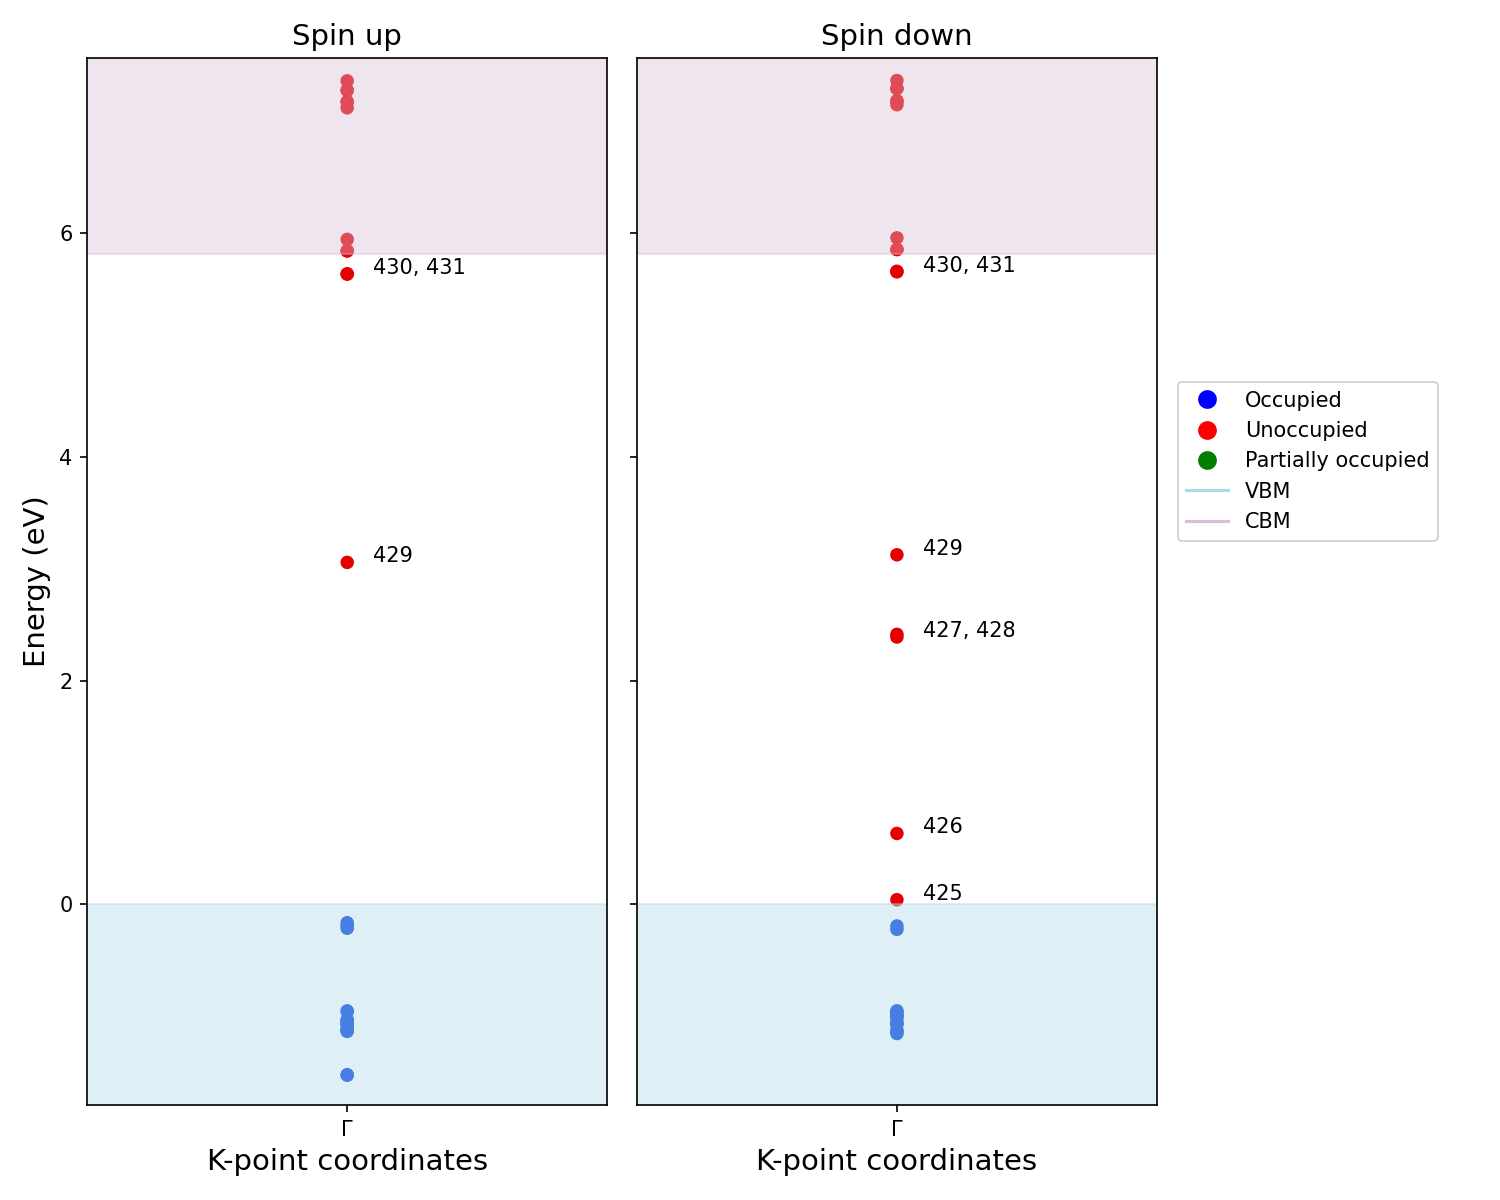 Spin up
Spin down
Energy (eV)
6
4
2
0
430, 431
429
430, 431
429
427, 428
426
425
Γ
Γ
K-point coordinates
K-point coordinates
Occupied
Unoccupied
Partially occupied
VBM
CBM